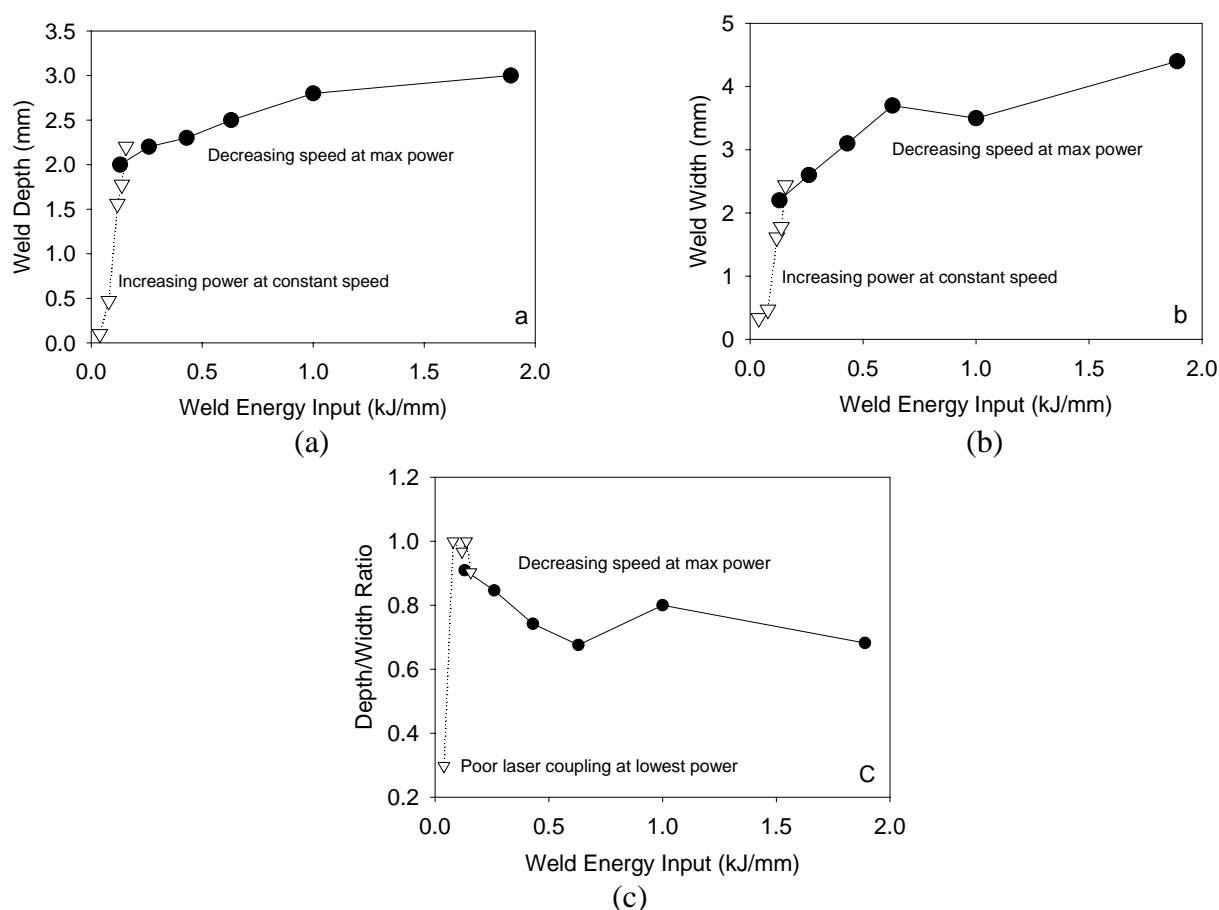 3.5
3.0
2.5
2.0
1.5
1.0
0.5
0.0
Weld Depth (mm)
Decreasing speed at max power
Increasing power at constant speed
a
0.0 0.5 1.0 1.5 2.0
Weld Energy Input (kJ/mm)
(a)
5
4
3
2
1
0
Weld Width (mm)
Decreasing speed at max power
Increasing power at constant speed
b
0.0 0.5 1.0 1.5 2.0
Weld Energy Input (kJ/mm)
(b)
1.2
1.0
0.8
0.6
0.4
0.2
Depth/Width Ratio
Decreasing speed at max power
Poor laser coupling at lowest power
C
0.0 0.5 1.0 1.5 2.0
Weld Energy Input (kJ/mm)
(c)